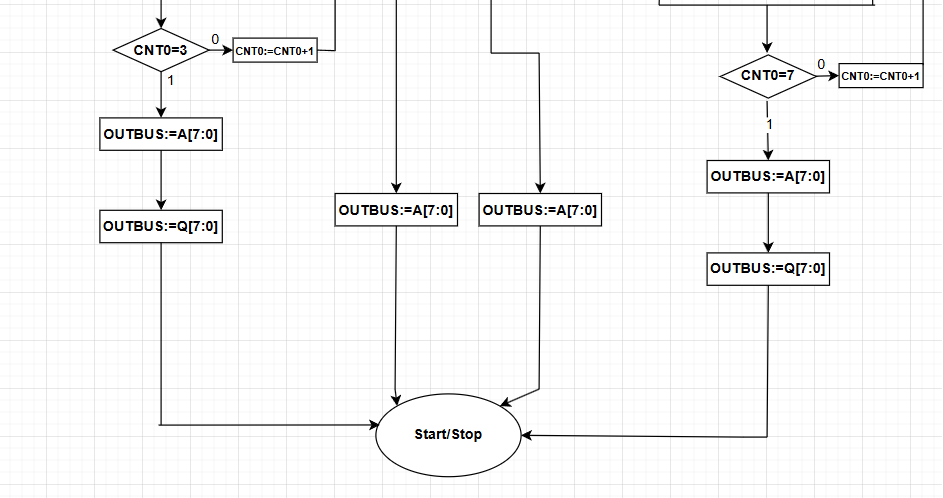 CNT0=3
0
CNT0:=CNT0+1
1
OUTBUS:=A[7:0]
OUTBUS:=Q[7:0]
OUTBUS:=A[7:0]
OUTBUS:=A[7:0]
CNT0=7
0
CNT0:=CNT0+1
1
OUTBUS:=A[7:0]
OUTBUS:=Q[7:0]
Start/Stop